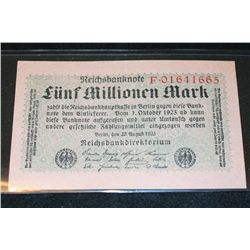 Reichsbanknote
F·01641665
Fünf Millionen Mark
zahlt die Reichsbankhauptkasse in Berlin gegen diese Bank-
note dem Einlieferer. Vom 1. Oktober 1923 ab kann
diese Banknote aufgerufen und unter Umtausch gegen
andere gesetzliche Zahlungsmittel eingezogen werden
Berlin, den 20. August 1923
Reichsbankdirektorium